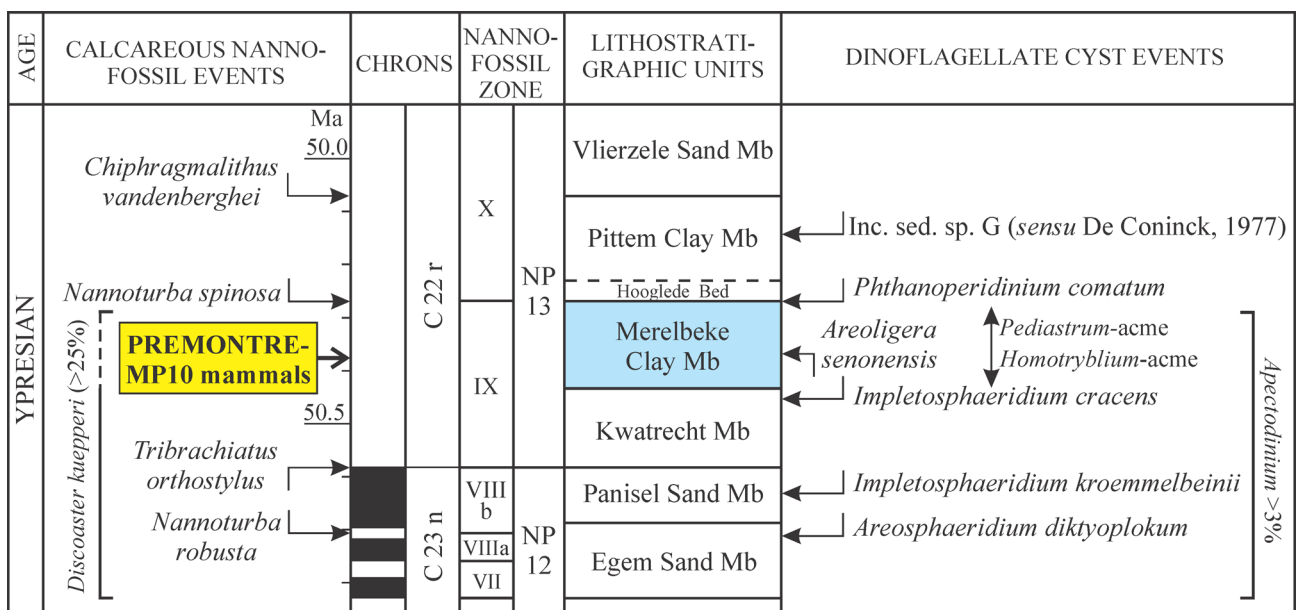 AGE
CALCAREOUS NANNO-
FOSSIL EVENTS
CHRONS
NANNO-
FOSSIL
ZONE
LITHOSTRATI-
GRAPHIC UNITS
DINOFLAGELLATE CYST EVENTS
YPRESIAN
Ma
50.0
Chiphragmalithus
vandenberghei
Nannoturba spinosa
Discoaster kuepperi (>25%)
PREMONTRE-
MP10 mammals
50.5
Tribrachiatus
orthostylus
Nannoturba
robusta
C 22 r
C 23 n
X
IX
VIII
b
VIIIa
VII
NP
13
NP
12
Vlierzele Sand Mb
Pittem Clay Mb
Hooglede Bed
Merelbeke
Clay Mb
Kwatrecht Mb
Panisel Sand Mb
Egem Sand Mb
Inc. sed. sp. G (sensu De Coninck, 1977)
Phthanoperidinium comatum
Areoligera
senonensis
Pediastrum-acme
Homotryblium-acme
Impletosphaeridium cracens
Impletosphaeridium kroemmelbeinii
Areosphaeridium diktyoplokum
Apectodinium >3%